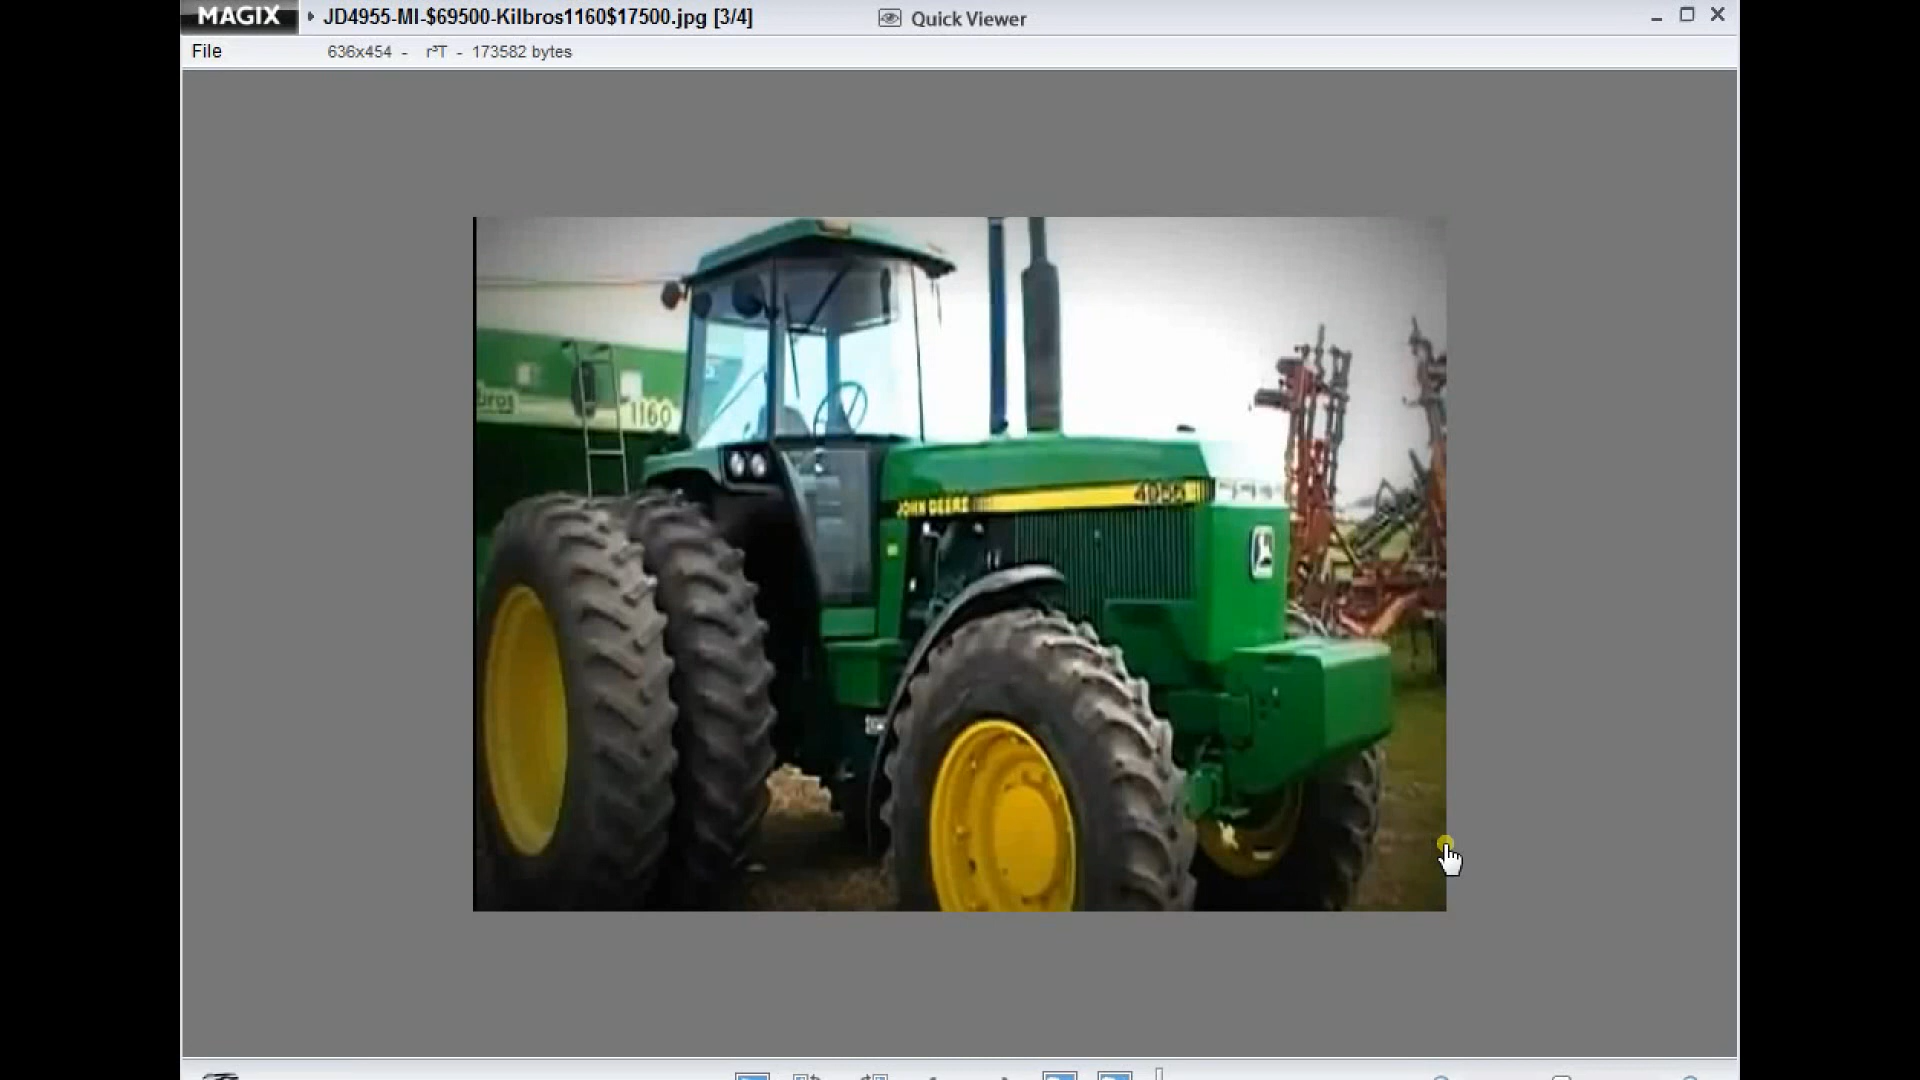 MAGIX
JD4955-MI-$69500-Kilbros1160$17500.jpg [3/4]
Quick Viewer
File
636x454 - r³T - 173582 bytes
bros
1160
JOHN DEERE
4955